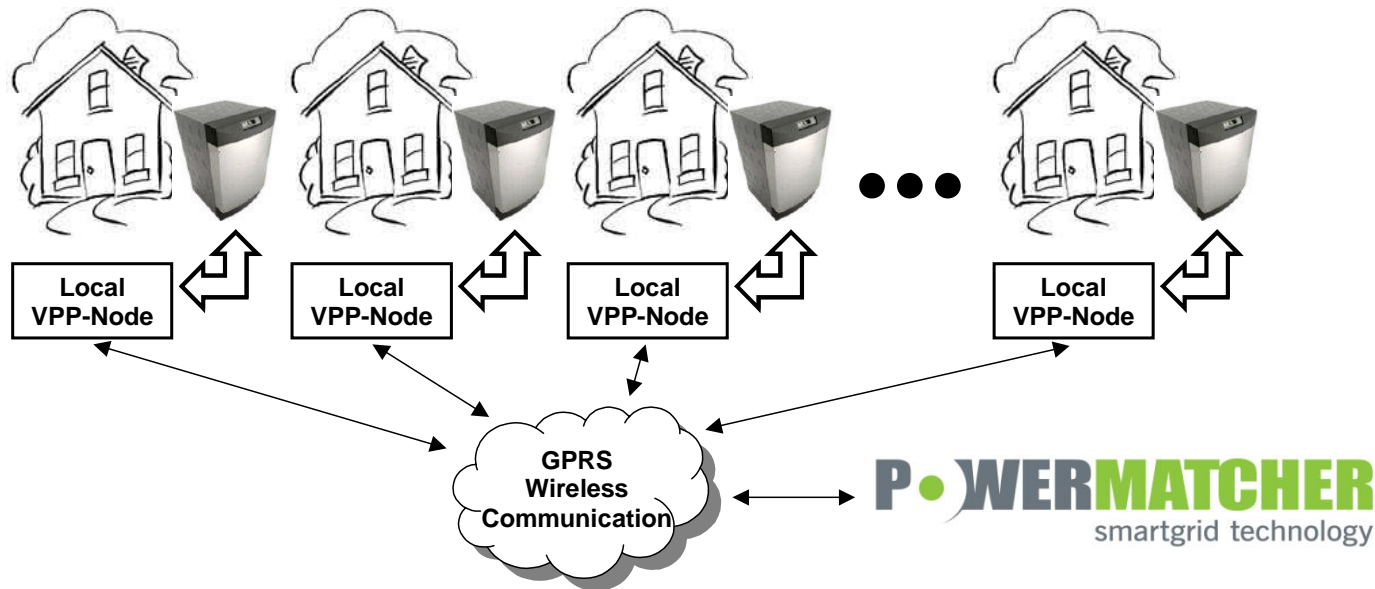 Local
VPP-Node
Local
VPP-Node
Local
VPP-Node
Local
VPP-Node
GPRS
Wireless
Communication
POWERMATCHER
smartgrid technology